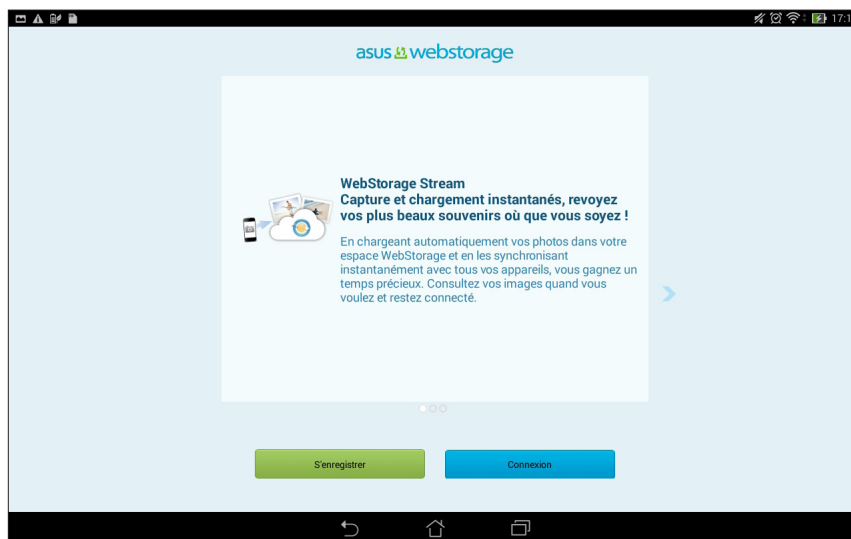 17:1
asus webstorage
WebStorage Stream
Capture et chargement instantanés, revoyez
vos plus beaux souvenirs où que vous soyez !
En chargeant automatiquement vos photos dans votre
espace WebStorage et en les synchronisant
instantanément avec tous vos appareils, vous gagnez un
temps précieux. Consultez vos images quand vous
voulez et restez connecté.
S'enregistrer
Connexion